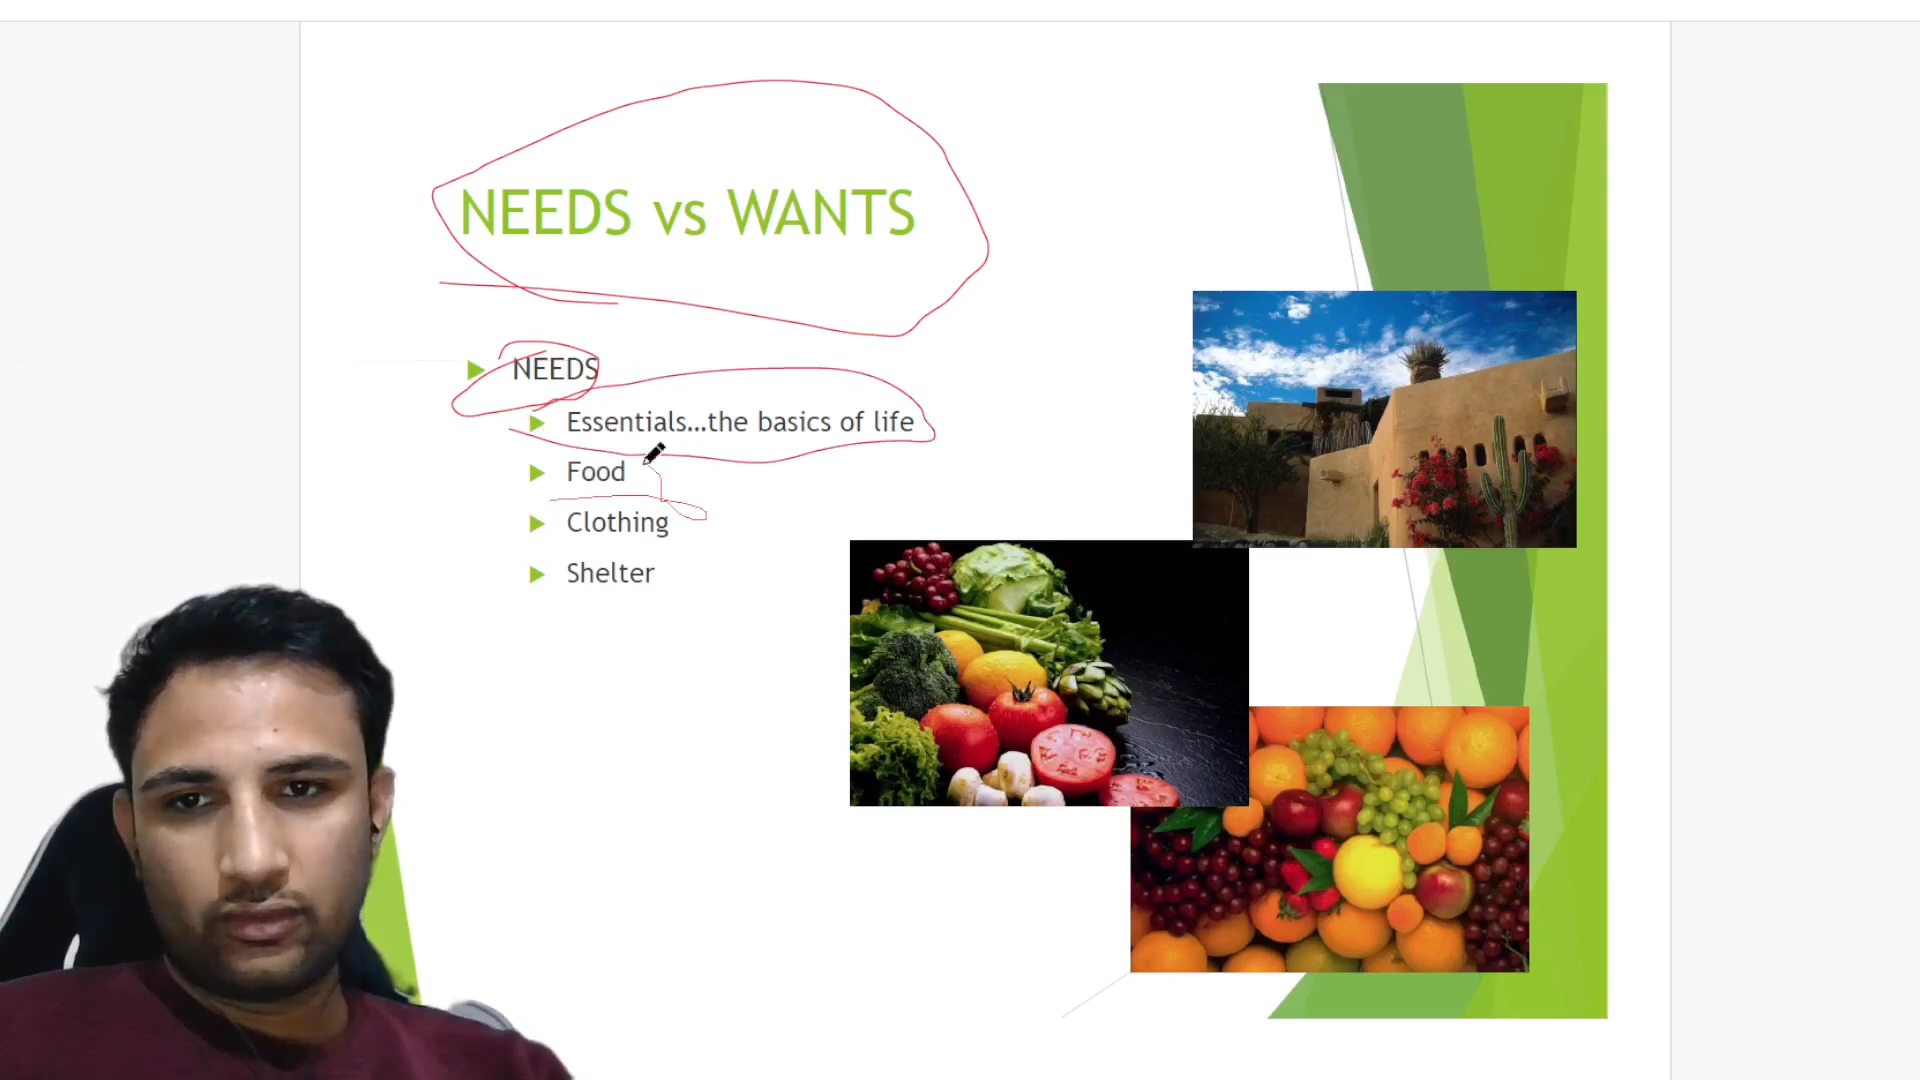 NEEDS vs WANTS
NEEDS
Essentials...the basics of life
Food
Clothing
Shelter